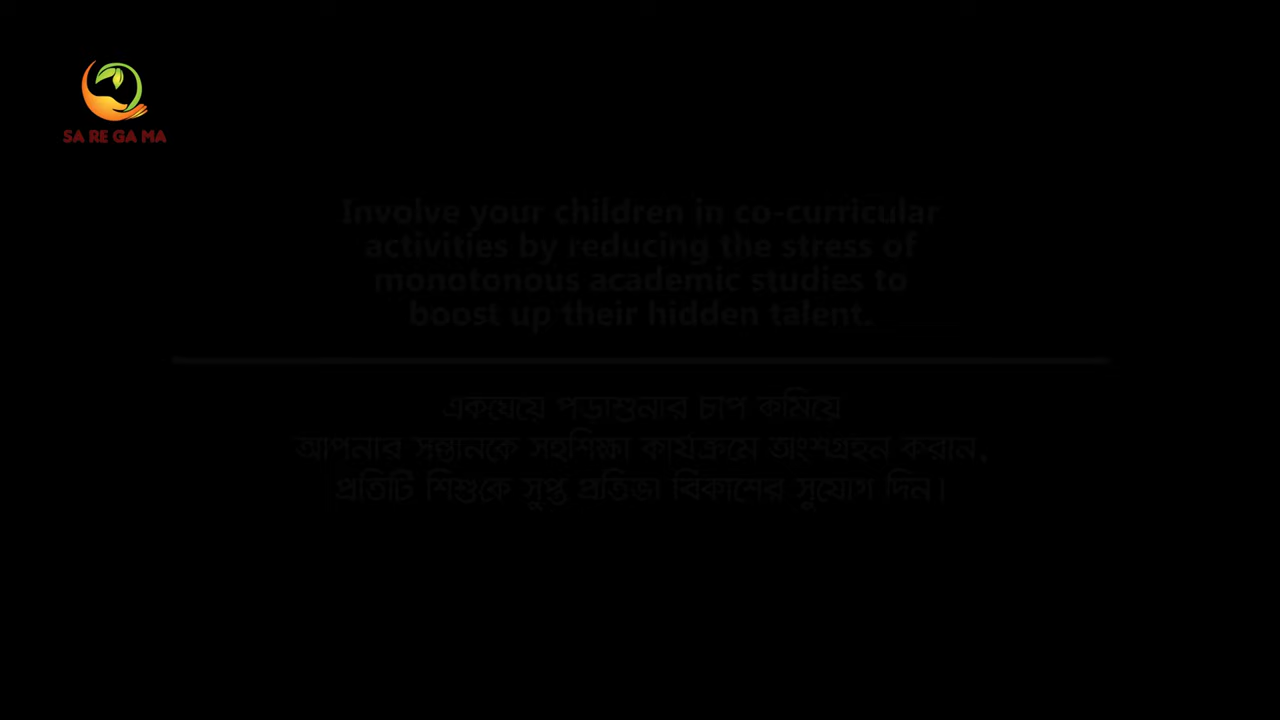 SA RE GA MA
Involve your children in co-curricular
activities by reducing the stress of
monotonous academic studies to
boost up their hidden talent.
একঘেয়ে পড়াশুনার চাপ কমিয়ে
আপনার সন্তানকে সহশিক্ষা কার্যক্রমে অংশগ্রহন করান,
প্রতিটি শিশুকে সুপ্ত প্রতিভা বিকাশের সুযোগ দিন।